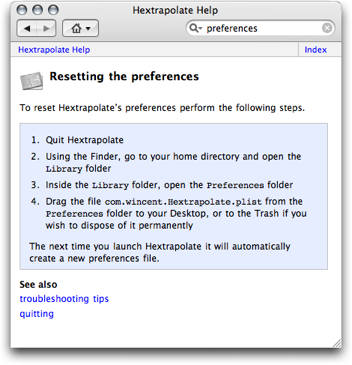 Hextrapolate Help
preferences
Hextrapolate Help
Index
Resetting the preferences
To reset Hextrapolate's preferences perform the following steps.
1. Quit Hextrapolate
2. Using the Finder, go to your home directory and open the
Library folder
3. Inside the Library folder, open the Preferences folder
4. Drag the file com.wincent.Hextrapolate.plist from the
Preferences folder to your Desktop, or to the Trash if you
wish to dispose of it permanently
The next time you launch Hextrapolate it will automatically
create a new preferences file.
See also
troubleshooting tips
quitting